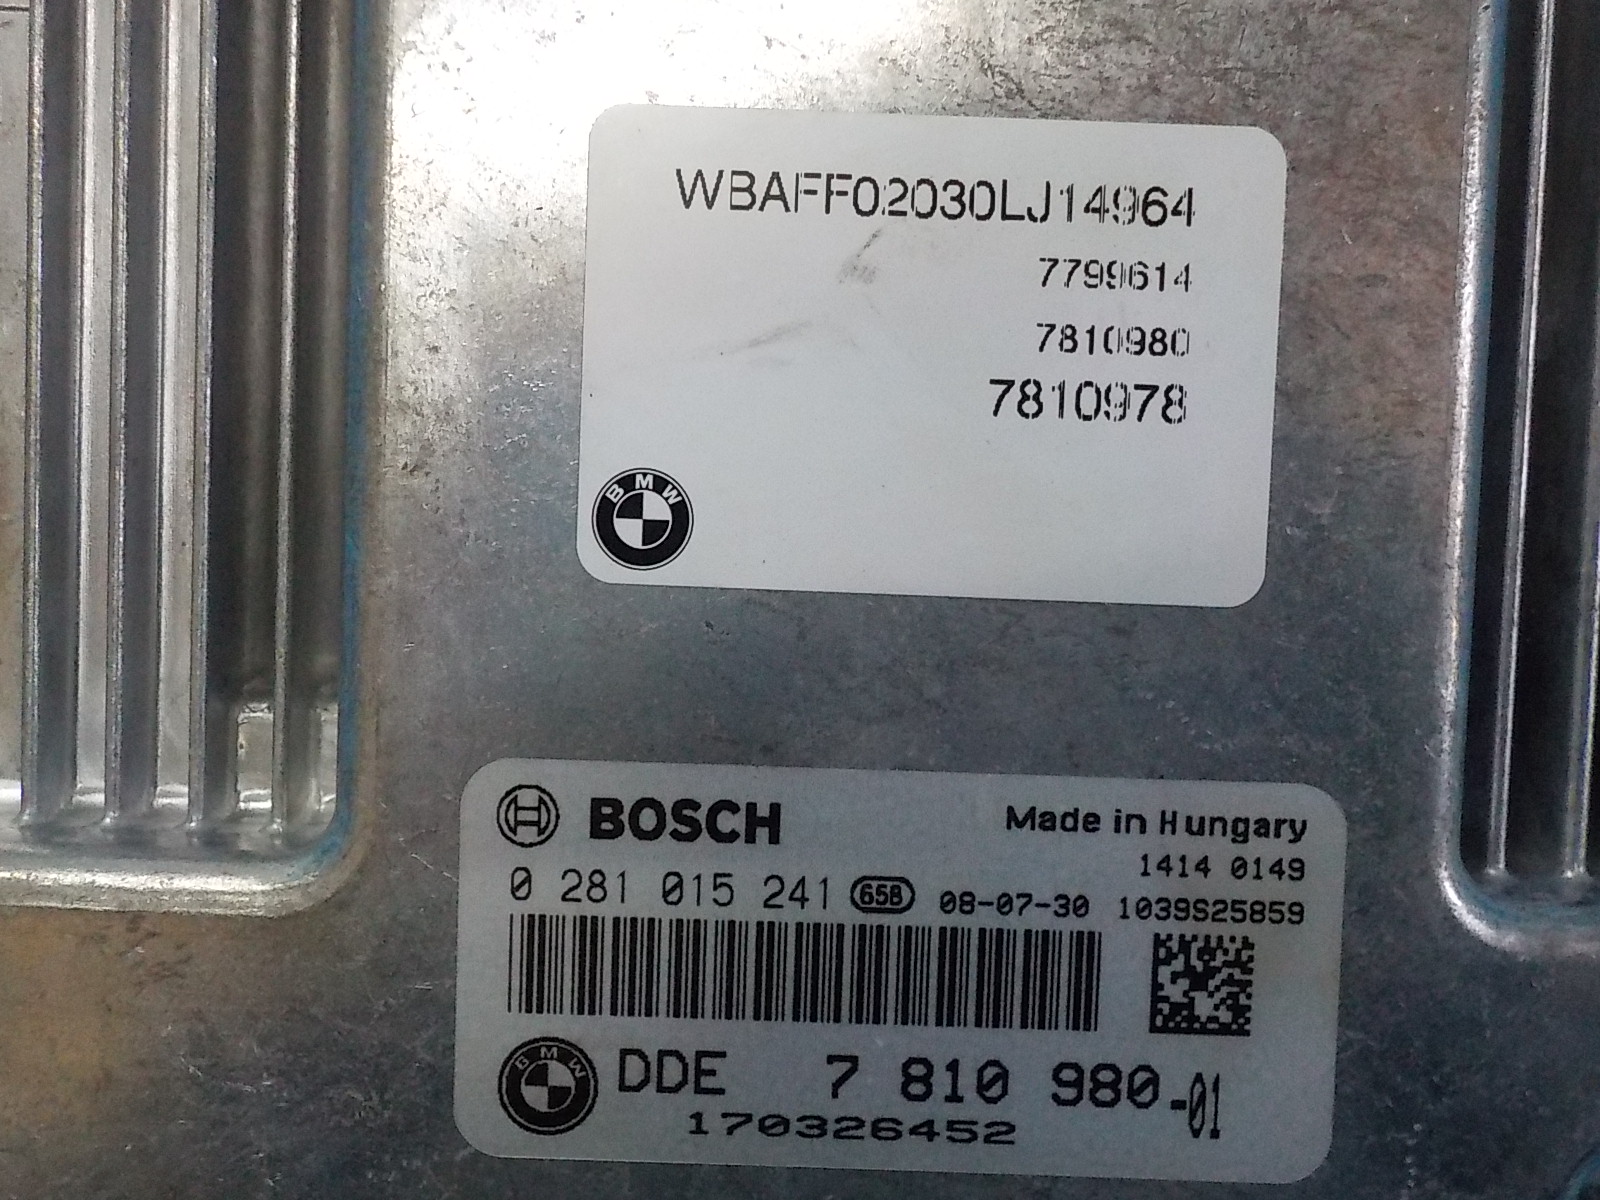 WBAFF02030LJ14964
7799614
7810980
7810978
BMW
BOSCH
Made in Hungary
1414 0149
0 281 015 241 65B 08-07-30 1039S25859
BMW
DDE 7 810 980-01
170326452